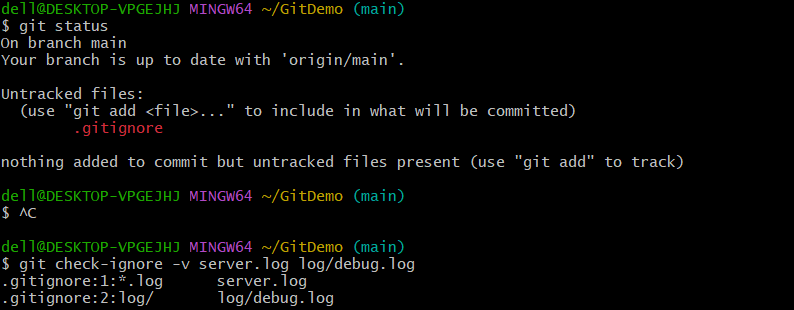 dell@DESKTOP-VPGEJHJ MINGW64 ~/GitDemo (main)
$ git status
On branch main
Your branch is up to date with 'origin/main'.

Untracked files:
  (use "git add <file>..." to include in what will be committed)
        .gitignore

nothing added to commit but untracked files present (use "git add" to track)

dell@DESKTOP-VPGEJHJ MINGW64 ~/GitDemo (main)
$ ^C

dell@DESKTOP-VPGEJHJ MINGW64 ~/GitDemo (main)
$ git check-ignore -v server.log log/debug.log
.gitignore:1:*.log      server.log
.gitignore:2:log/       log/debug.log